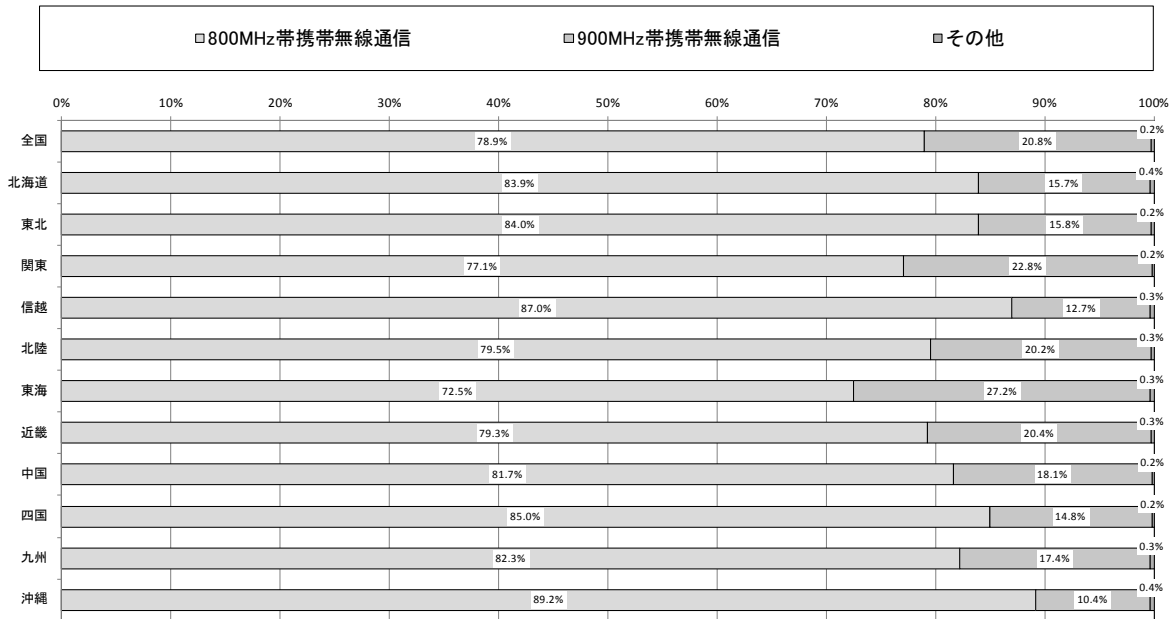 800MHz帯携帯無線通信 900MHz帯携帯無線通信 その他
0% 10% 20% 30% 40% 50% 60% 70% 80% 90% 100%
全国 78.9% 20.8% 0.2%
北海道 83.9% 15.7% 0.4%
東北 84.0% 15.8% 0.2%
関東 77.1% 22.8% 0.2%
信越 87.0% 12.7% 0.3%
北陸 79.5% 20.2% 0.3%
東海 72.5% 27.2% 0.3%
近畿 79.3% 20.4% 0.3%
中国 81.7% 18.1% 0.2%
四国 85.0% 14.8% 0.2%
九州 82.3% 17.4% 0.3%
沖縄 89.2% 10.4% 0.4%